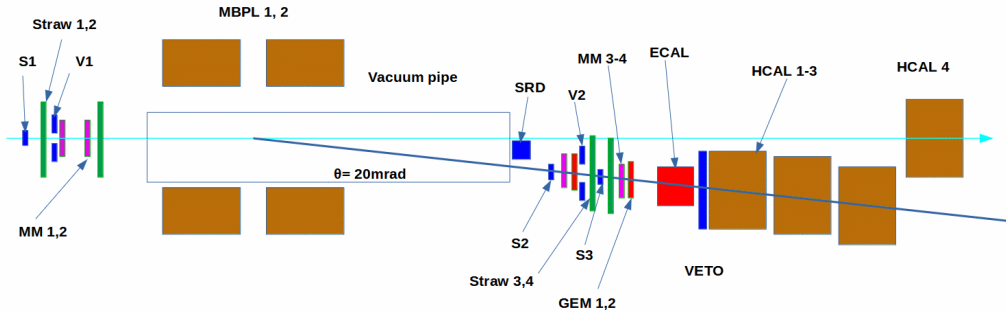 MBPL 1, 2
Straw 1,2
S1
V1
Vacuum pipe
SRD
V2
MM 3-4
ECAL
HCAL 1-3
HCAL 4
θ= 20mrad
MM 1,2
S2
S3
Straw 3,4
GEM 1,2
VETO